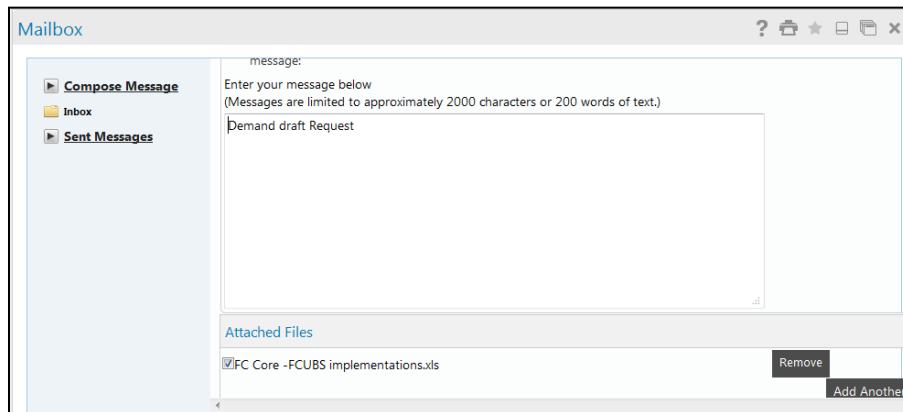 Mailbox
?
message:
Compose Message
Enter your message below
(Messages are limited to approximately 2000 characters or 200 words of text.)
Inbox
Demand draft Request
Sent Messages
Attached Files
FC Core -FCUBS implementations.xls
Remove
Add Another